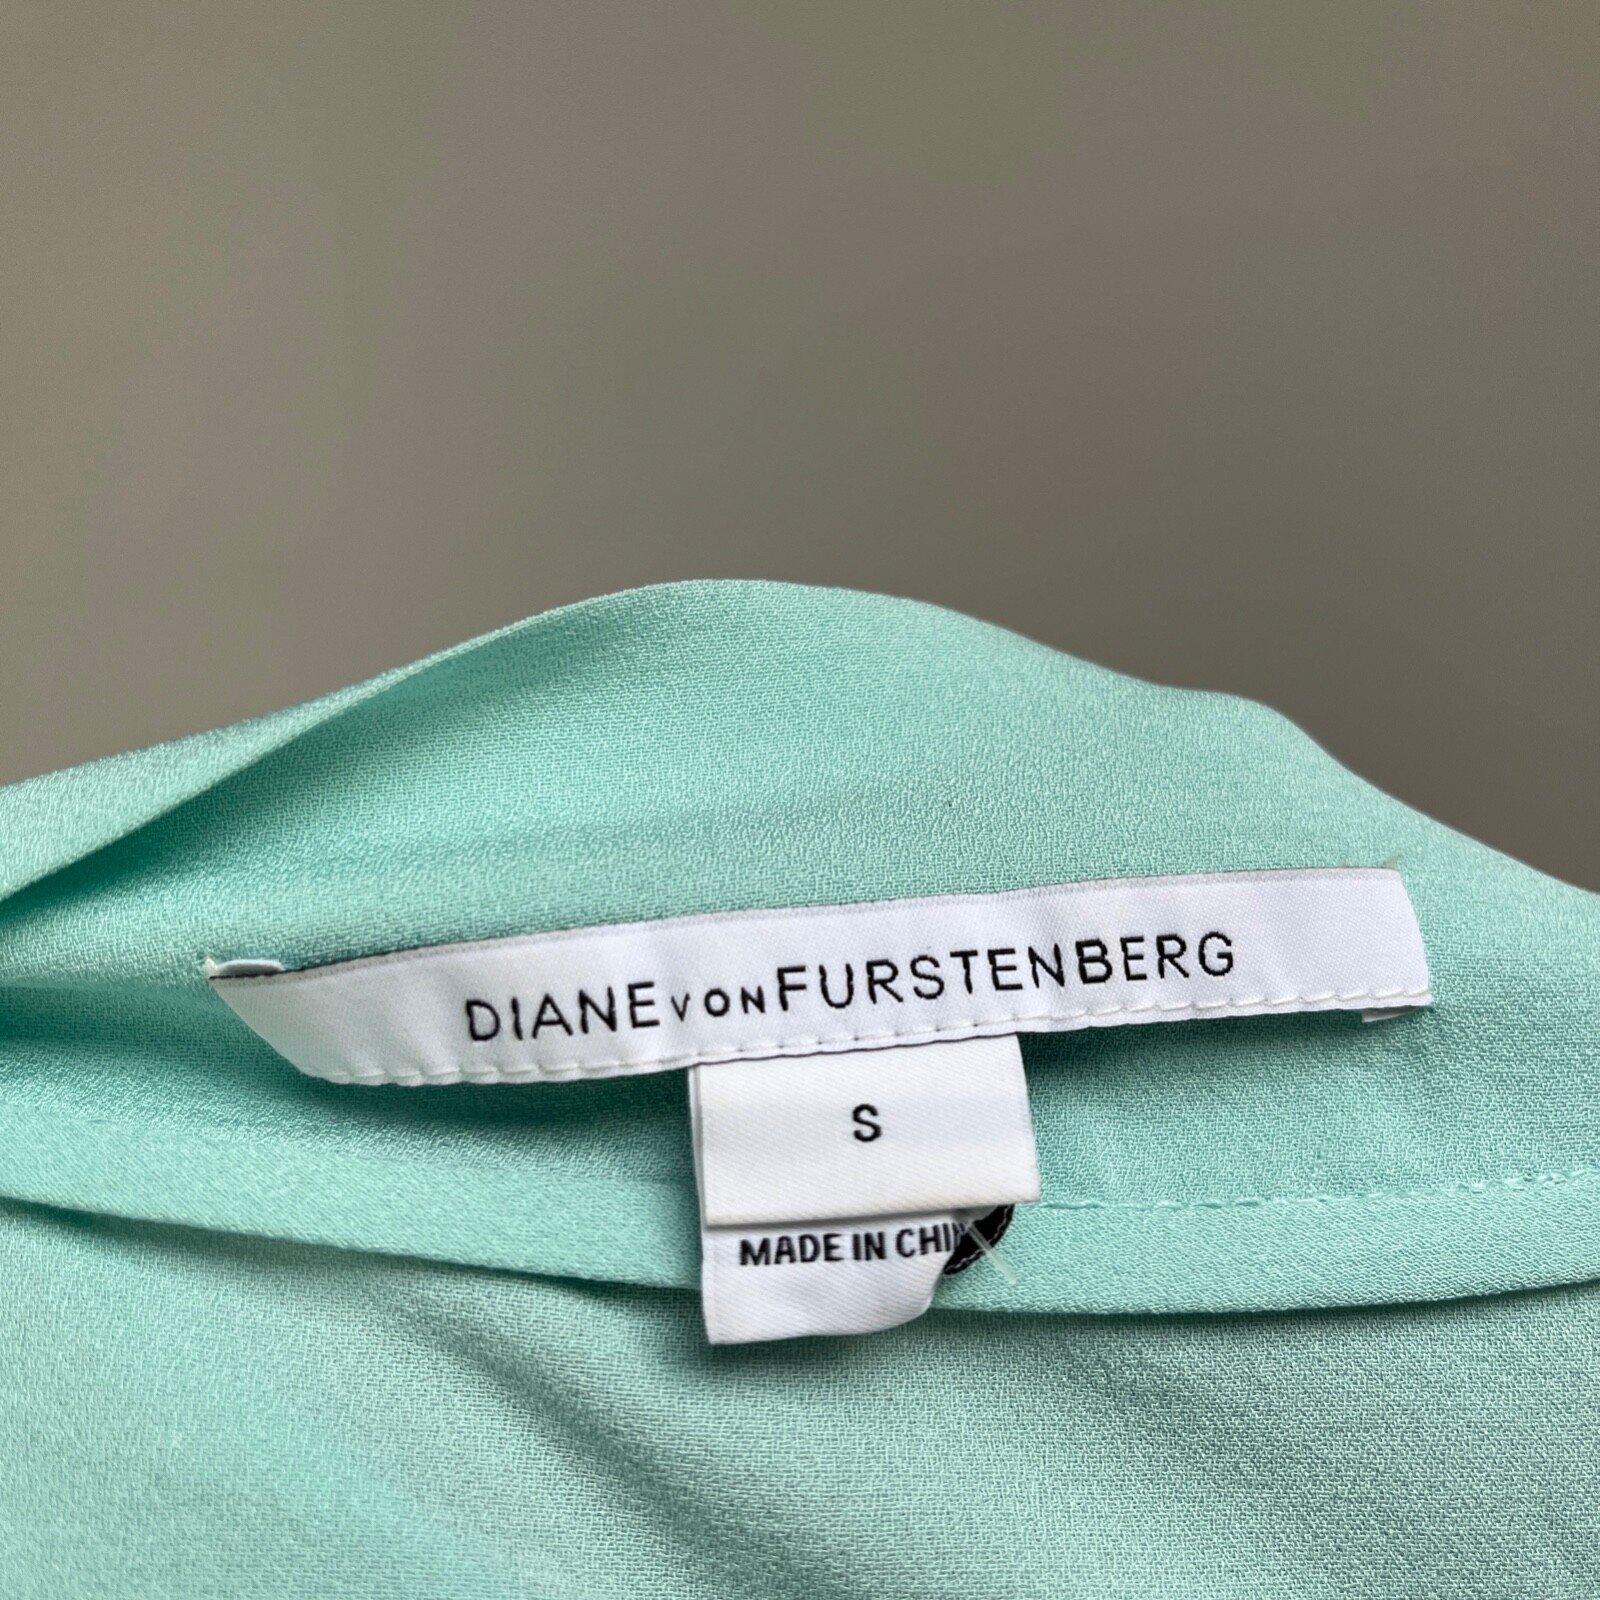 DIANE VON FURSTENBERG
S
MADE IN